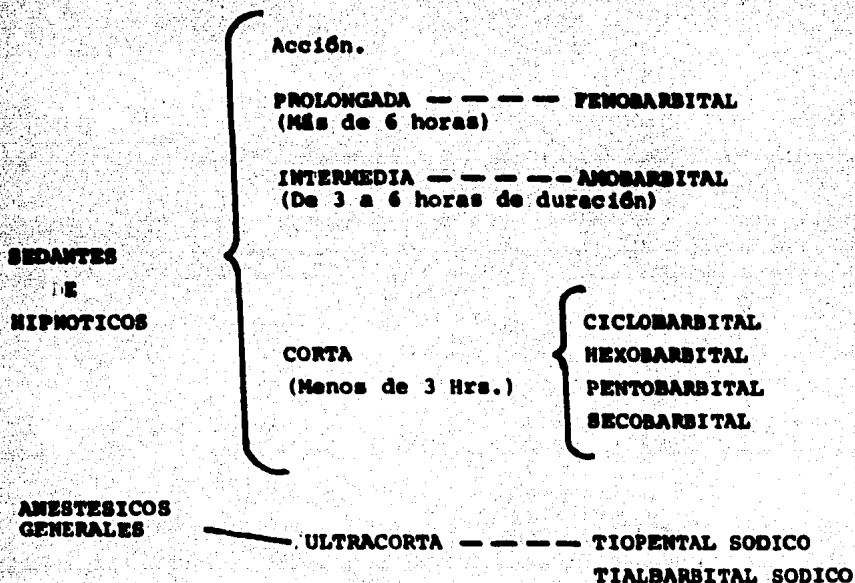 Acción.
PROLONGADA — — — — FENOBARBITAL
(Más de 6 horas)
INTERMEDIA — — — — — AMOBARBITAL
(De 3 a 6 horas de duración)
SEDANTES
E
HIPNOTICOS
CORTA
(Menos de 3 Hrs.)
CICLOBARBITAL
HEXOBARBITAL
PENTOBARBITAL
SECOBARBITAL
ANESTESICOS
GENERALES
ULTRACORTA — — — — TIOPENTAL SODICO
TIALBARBITAL SODICO